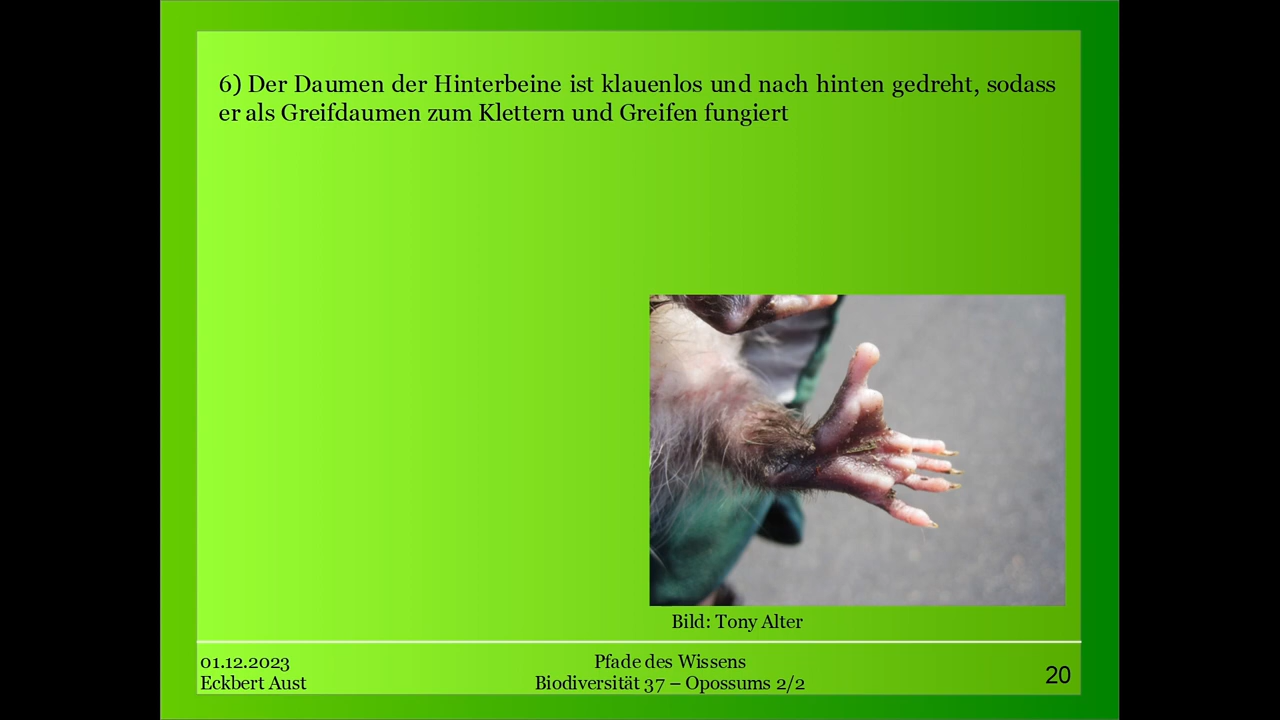 6) Der Daumen der Hinterbeine ist klauenlos und nach hinten gedreht, sodass
er als Greifdaumen zum Klettern und Greifen fungiert
Bild: Tony Alter
01.12.2023
Eckbert Aust
Pfade des Wissens
Biodiversität 37 – Opossums 2/2
20